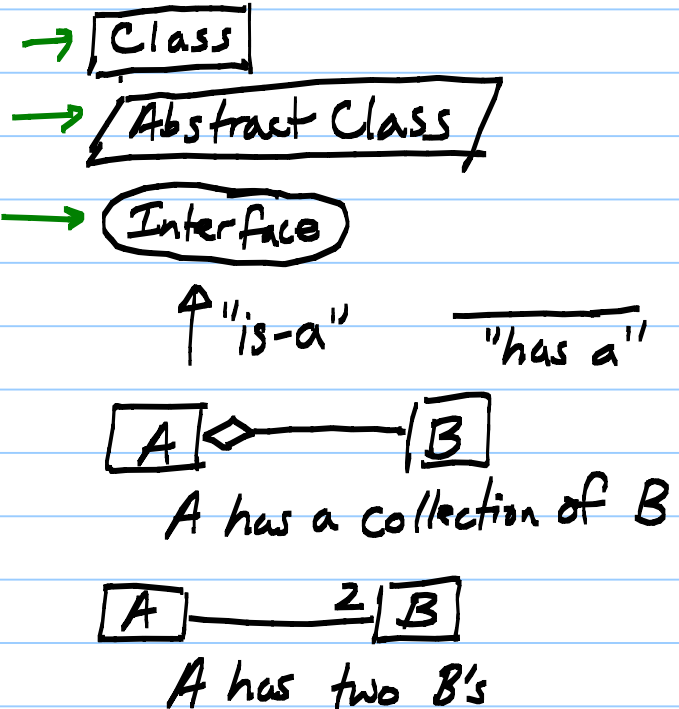 Class
Abstract Class
Interface
"is-a" "has a"
A B
A has a collection of B
A 2 B
A has two B's